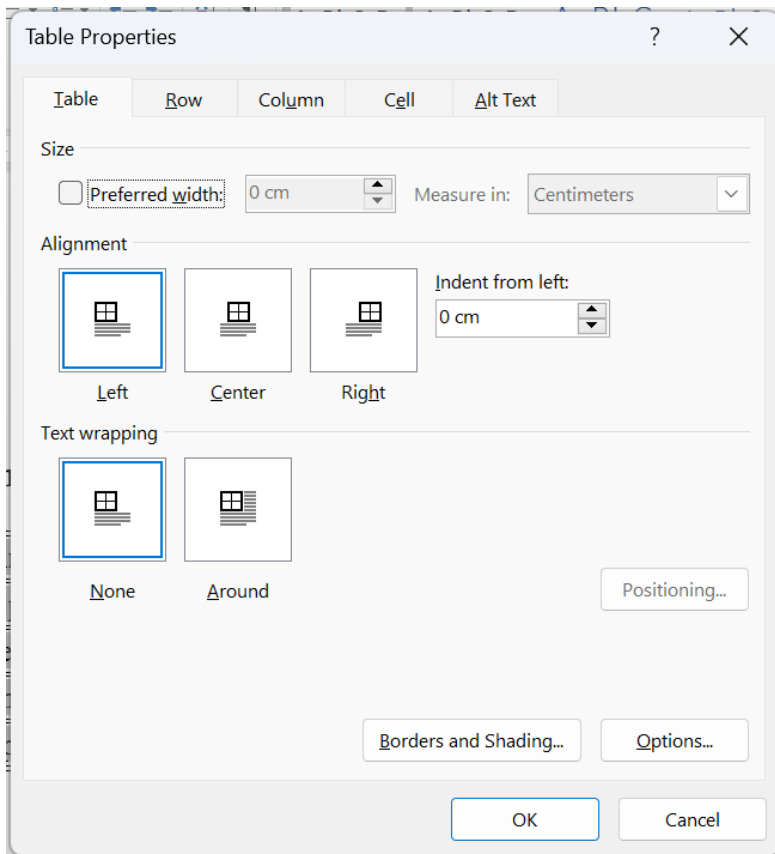 Table Properties ?
Table Row Column Cell Alt Text
Size
Preferred width: 0 cm Measure in: Centimeters
Alignment
Indent from left:
0 cm
Left Center Right
Text wrapping
None Around
Positioning...
Borders and Shading... Options...
OK Cancel